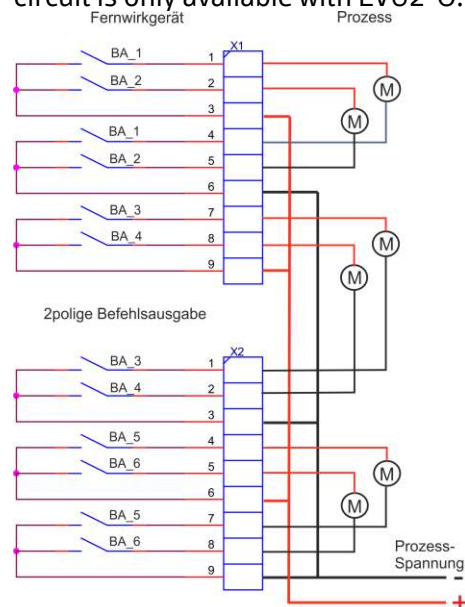 circuit is only available with EVU2-O.
Fernwirkgerät
Prozess
X1
BA_1 1
BA_2 2
3
BA_1 4
BA_2 5
6
BA_3 7
BA_4 8
9
M
M
M
M
2polige Befehlsausgabe
X2
BA_3 1
BA_4 2
3
BA_5 4
BA_6 5
6
BA_5 7
BA_6 8
9
M
M
Prozess-
Spannung
-
+